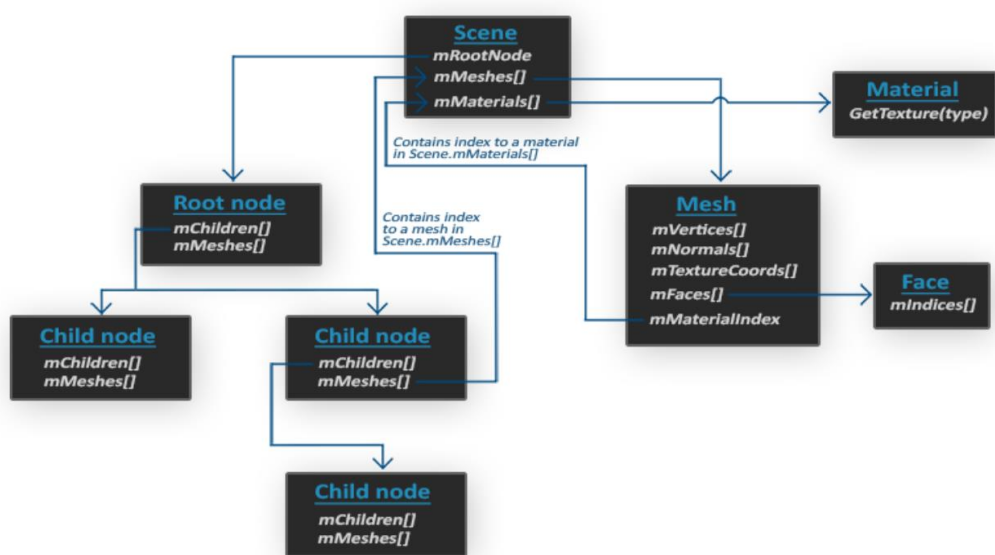 Scene
mRootNode
mMeshes[]
mMaterials[]
Material
GetTexture(type)
Contains index to a material
in Scene.mMaterials[]
Root node
mChildren[]
mMeshes[]
Contains index
to a mesh in
Scene.mMeshes[]
Mesh
mVertices[]
mNormals[]
mTextureCoords[]
mFaces[]
mMaterialIndex
Face
mIndices[]
Child node
mChildren[]
mMeshes[]
Child node
mChildren[]
mMeshes[]
Child node
mChildren[]
mMeshes[]